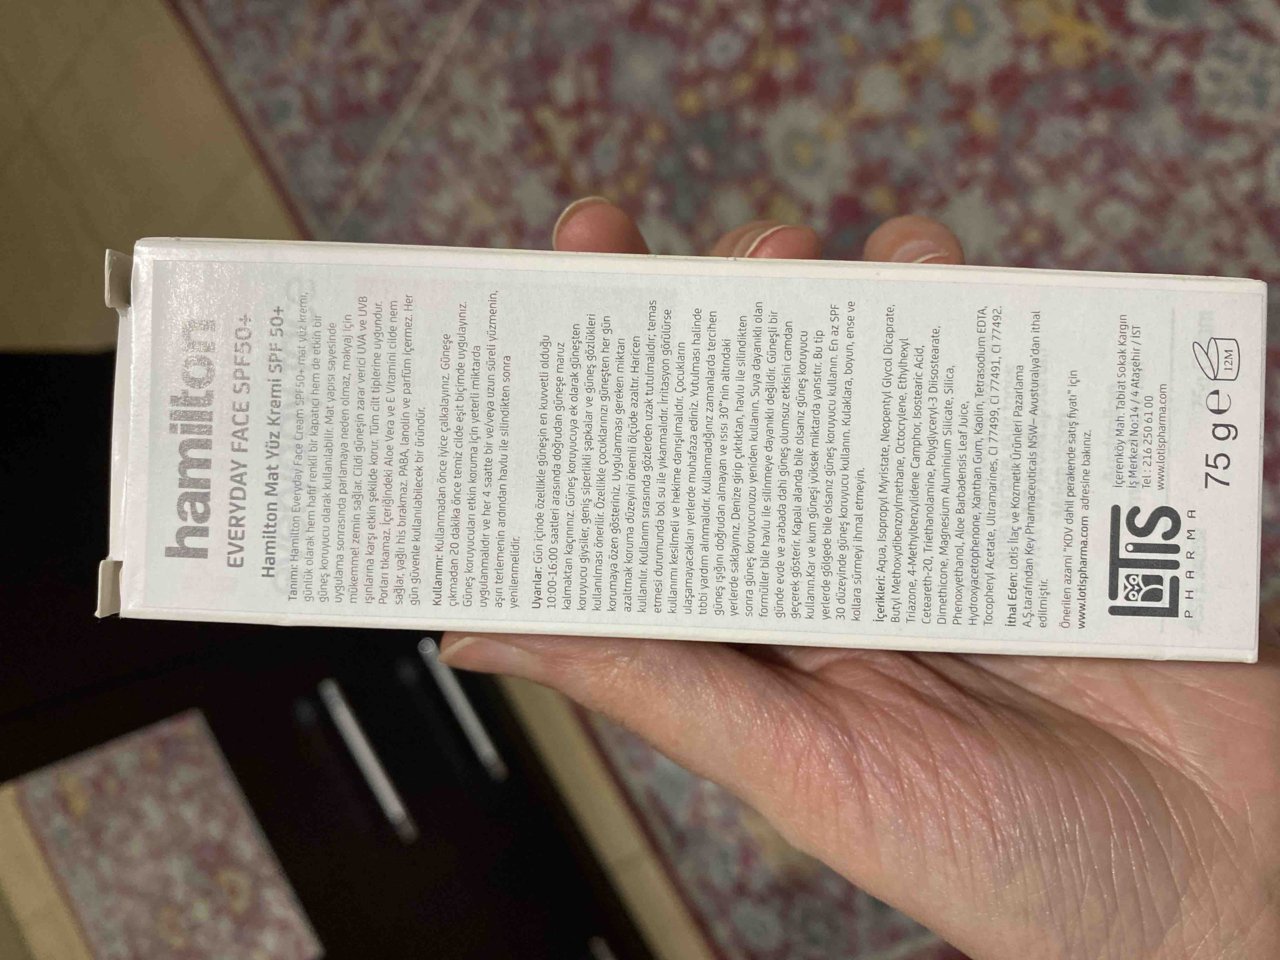 hamilton
EVERYDAY FACE SPF50+
Hamilton Mat Yüz Kremi SPF 50+
Tanımı: Hamilton Everyday Face Cream SPF50+ mat yüz kremi,
günlük olarak hem hafif renkli bir kapatıcı hem de etkin bir
güneş koruyucu olarak kullanılabilir. Mat yapısı sayesinde
uygulama sonrasında parlamaya neden olmaz, makyaj için
mükemmel zemin sağlar. Cildi güneşin zarar verici UVA ve UVB
ışınlarına karşı etkin şekilde korur. Tüm cilt tiplerine uygundur.
Porları tıkamaz. İçeriğindeki Aloe Vera ve E Vitamini cilde nem
sağlar, yağlı his bırakmaz. PABA, lanolin ve parfüm içermez. Her
gün güvenle kullanılabilecek bir üründür.
Kullanımı: Kullanmadan önce iyice çalkalayınız. Güneşe
çıkmadan 20 dakika önce temiz cilde eşit biçimde uygulayınız.
Güneş koruyucuları etkin koruma için yeterli miktarda
uygulanmalıdır ve her 4 saatte bir ve/veya uzun süreli yüzmenin,
aşırı terlemenin ardından havlu ile silindikten sonra
yenilenmelidir.
Uyarılar: Gün içinde özellikle güneşin en kuvvetli olduğu
10:00-16:00 saatleri arasında doğrudan güneşe maruz
kalmaktan kaçınınız. Güneş koruyucuya ek olarak güneşten
koruyucu giysiler, geniş siperlikli şapkalar ve güneş gözlükleri
kullanılması önerilir. Özellikle çocuklarınızı güneşten her gün
korumaya özen gösteriniz. Uygulanması gereken miktarı
azaltmak koruma düzeyini önemli ölçüde azaltır. Haricen
kullanılır. Kullanım sırasında gözlerden uzak tutulmalıdır, temas
etmesi durumunda bol su ile yıkanmalıdır. İrritasyon görülürse
kullanımı kesilmeli ve hekime danışılmalıdır. Çocukların
ulaşamayacakları yerlerde muhafaza ediniz. Yutulması halinde
tıbbi yardım alınmalıdır. Kullanmadığınız zamanlarda tercihen
güneş ışığını doğrudan almayan ve ısısı 30°'nin altındaki
yerlerde saklayınız. Denize girip çıktıktan, havlu ile silindikten
sonra güneş koruyucunuzu yeniden kullanın. Suya dayanıklı olan
formüller bile havlu ile silinmeye dayanıklı değildir. Güneşli bir
günde evde ve arabada dahi güneş olumsuz etkisini camdan
geçerek gösterir. Kapalı alanda bile olsanız güneş koruyucu
kullanın.Kar ve kum güneşi yüksek miktarda yansıtır. Bu tip
yerlerde gölgede bile olsanız güneş koruyucu kullanın. En az SPF
30 düzeyinde güneş koruyucu kullanın. Kulaklara, boyun, ense ve
kollara sürmeyi ihmal etmeyin.
İçerikleri: Aqua, Isopropyl Myristate, Neopentyl Glycol Dicaprate,
Butyl Methoxydibenzoylmethane, Octocrylene, Ethylhexyl
Triazone, 4-Methylbenzylidene Camphor, Isostearic Acid,
Ceteareth-20, Triethanolamine, Polyglyceryl-3 Diisostearate,
Dimethicone, Magnesium Aluminium Silicate, Silica,
Phenoxyethanol, Aloe Barbadensis Leaf Juice,
Hydroxyacetophenone, Xanthan Gum, Kaolin, Tetrasodium EDTA,
Tocopheryl Acetate, Ultramarines, CI 77499, CI 77491, CI 77492.
İthal Eden: Lotis İlaç ve Kozmetik Ürünleri Pazarlama
A.Ş.tarafından Key Pharmaceuticals NSW–Avusturalya'dan ithal
edilmiştir.
Önerilen azami "KDV dahil perakende satış fiyatı" için
www.lotispharma.com adresine bakınız.
LOTIS
PHARMA
İçerenköy Mah. Tabiat Sokak Kargın
İş Merkezi No:14 / Ataşehir / İST
Tel : 216 250 61 00
www.lotispharma.com
75 g e
12M